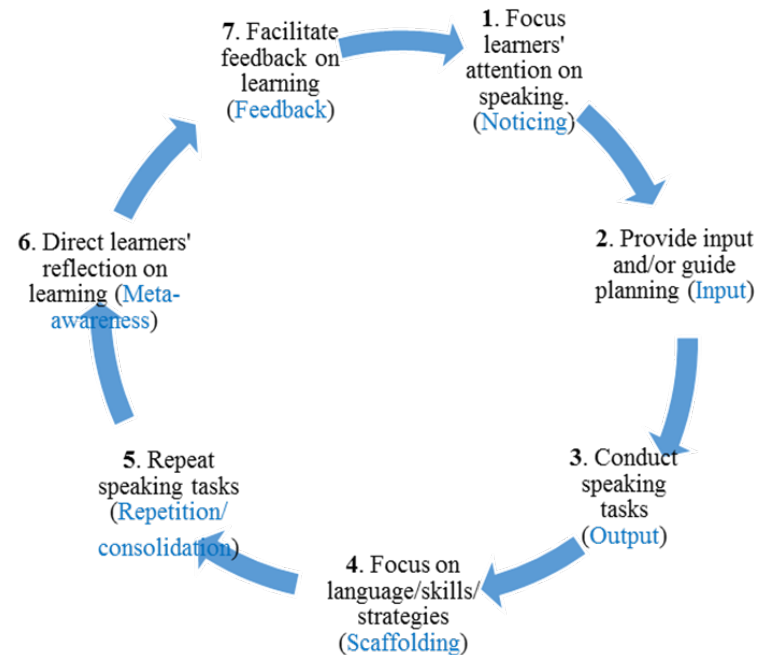 1. Focus
learners'
attention on
speaking.
(Noticing)
2. Provide input
and/or guide
planning (Input)
3. Conduct
speaking
tasks
(Output)
4. Focus on
language/skills/
strategies
(Scaffolding)
5. Repeat
speaking tasks
(Repetition/
consolidation)
6. Direct learners'
reflection on
learning (Meta-
awareness)
7. Facilitate
feedback on
learning
(Feedback)